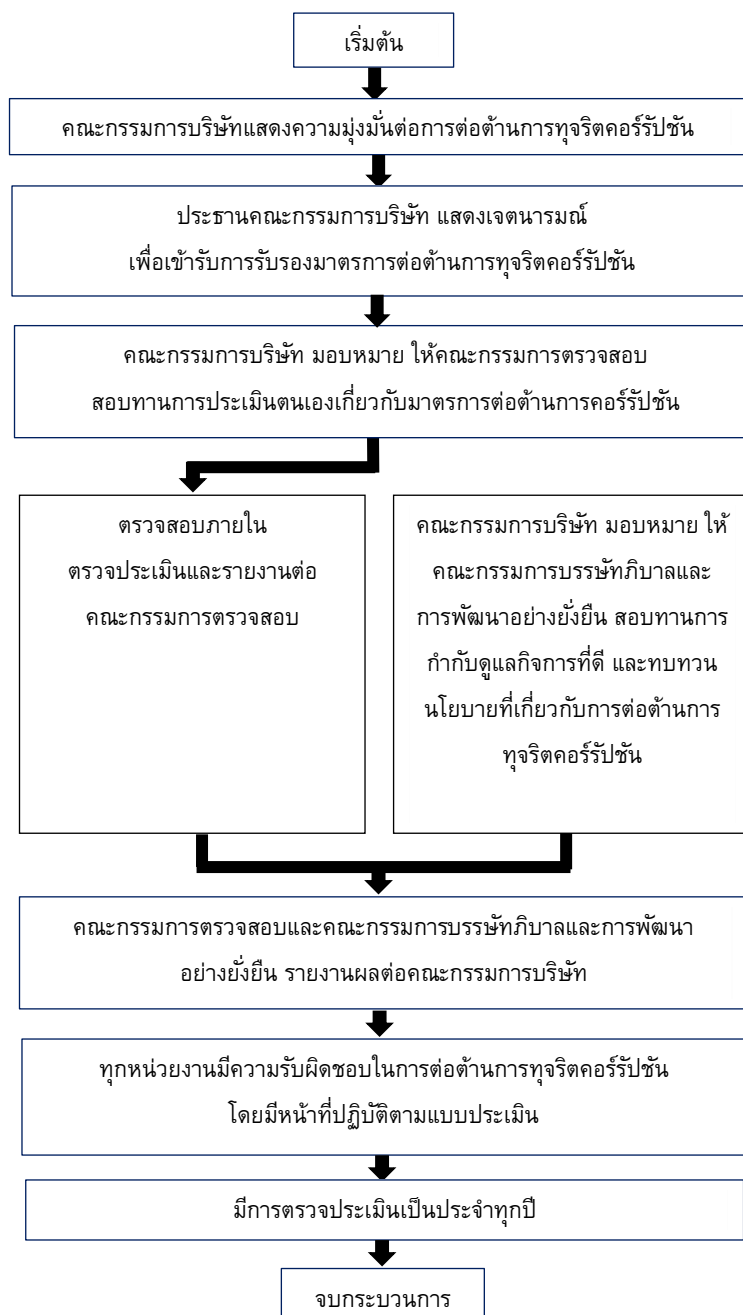 เริ่มต้น
คณะกรรมการบริษัทแสดงความมุ่งมั่นต่อการต่อต้านการทุจริตคอร์รัปชัน
ประธานคณะกรรมการบริษัท แสดงเจตนารมณ์
เพื่อเข้ารับการรับรองมาตรการต่อต้านการทุจริตคอร์รัปชัน
คณะกรรมการบริษัท มอบหมาย ให้คณะกรรมการตรวจสอบ
สอบทานการประเมินตนเองเกี่ยวกับมาตรการต่อต้านการคอร์รัปชัน
ตรวจสอบภายใน
ตรวจประเมินและรายงานต่อ
คณะกรรมการตรวจสอบ
คณะกรรมการบริษัท มอบหมาย ให้
คณะกรรมการบรรษัทภิบาลและ
การพัฒนาอย่างยั่งยืน สอบทานการ
กำกับดูแลกิจการที่ดี และทบทวน
นโยบายที่เกี่ยวกับการต่อต้านการ
ทุจริตคอร์รัปชัน
คณะกรรมการตรวจสอบและคณะกรรมการบรรษัทภิบาลและการพัฒนา
อย่างยั่งยืน รายงานผลต่อคณะกรรมการบริษัท
ทุกหน่วยงานมีความรับผิดชอบในการต่อต้านการทุจริตคอร์รัปชัน
โดยมีหน้าที่ปฏิบัติตามแบบประเมิน
มีการตรวจประเมินเป็นประจำทุกปี
จบกระบวนการ